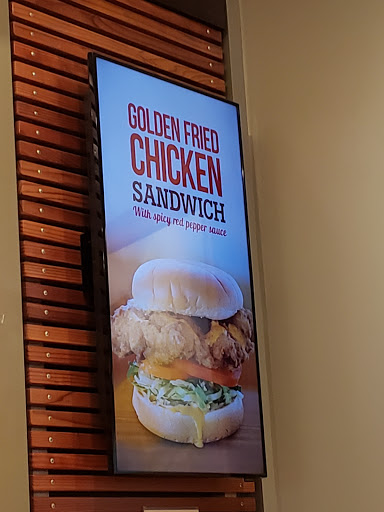 GOLDEN FRIED
CHICKEN
SANDWICH
With spicy red pepper sauce